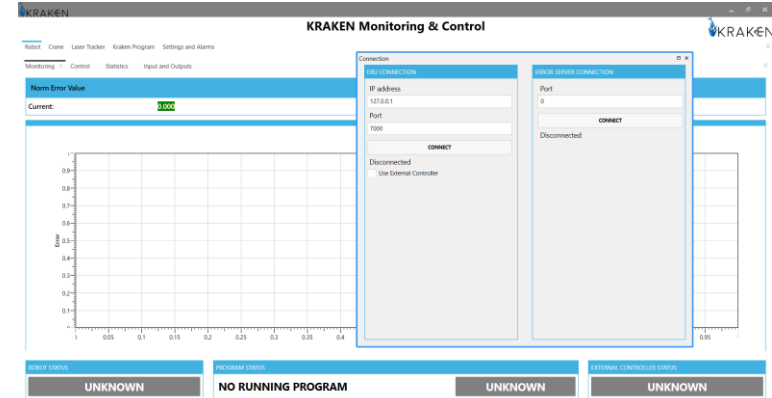 KRAKEN
KRAKEN Monitoring & Control
KRAKEN
Robot Crane Laser Tracker Kraken Program Settings and Alarms
Monitoring Control Statistics Input and Outputs
Norm Error Value
Current: 0.000
Connection
EXU CONNECTION
IP address
127.0.0.1
Port
7000
CONNECT
Disconnected
Use External Controller
ERROR SERVER CONNECTION
Port
0
CONNECT
Disconnected
Error
0.9
0.8
0.7
0.6
0.5
0.4
0.3
0.2
0.1
0.05 0.1 0.15 0.2 0.25 0.3 0.35 0.4 0.95
ROBOT STATUS
UNKNOWN
PROGRAM STATUS
NO RUNNING PROGRAM UNKNOWN
EXTERNAL CONTROLLER STATUS
UNKNOWN